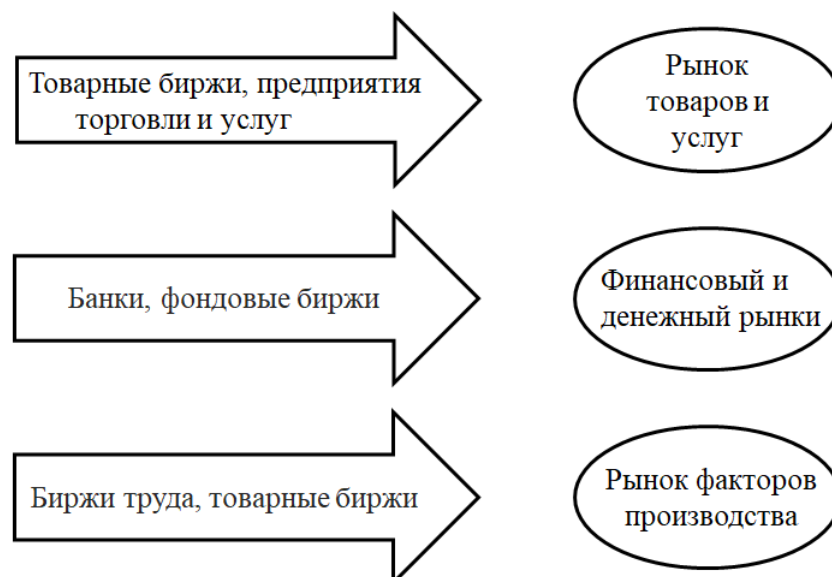 Товарные биржи, предприятия
торговли и услуг
Рынок
товаров и
услуг
Банки, фондовые биржи
Финансовый и
денежный рынки
Биржи труда, товарные биржи
Рынок факторов
производства